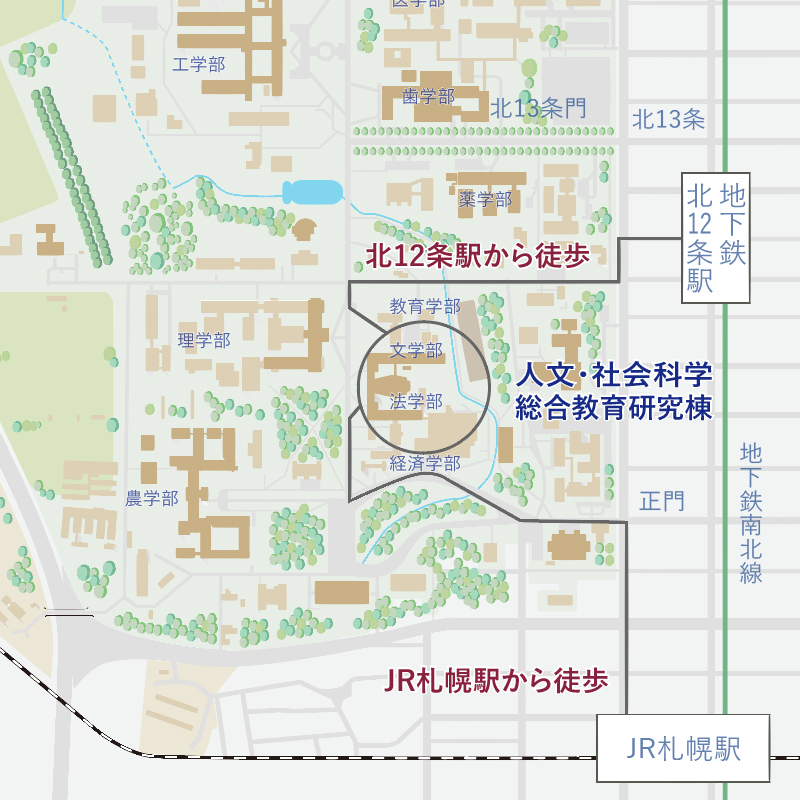 医学部
工学部
歯学部
北13条門
北13条
薬学部
地下鉄
北12条駅
北12条駅から徒歩
教育学部
理学部
文学部
人文・社会科学
総合教育研究棟
法学部
経済学部
農学部
正門
地下鉄南北線
JR札幌駅から徒歩
JR札幌駅